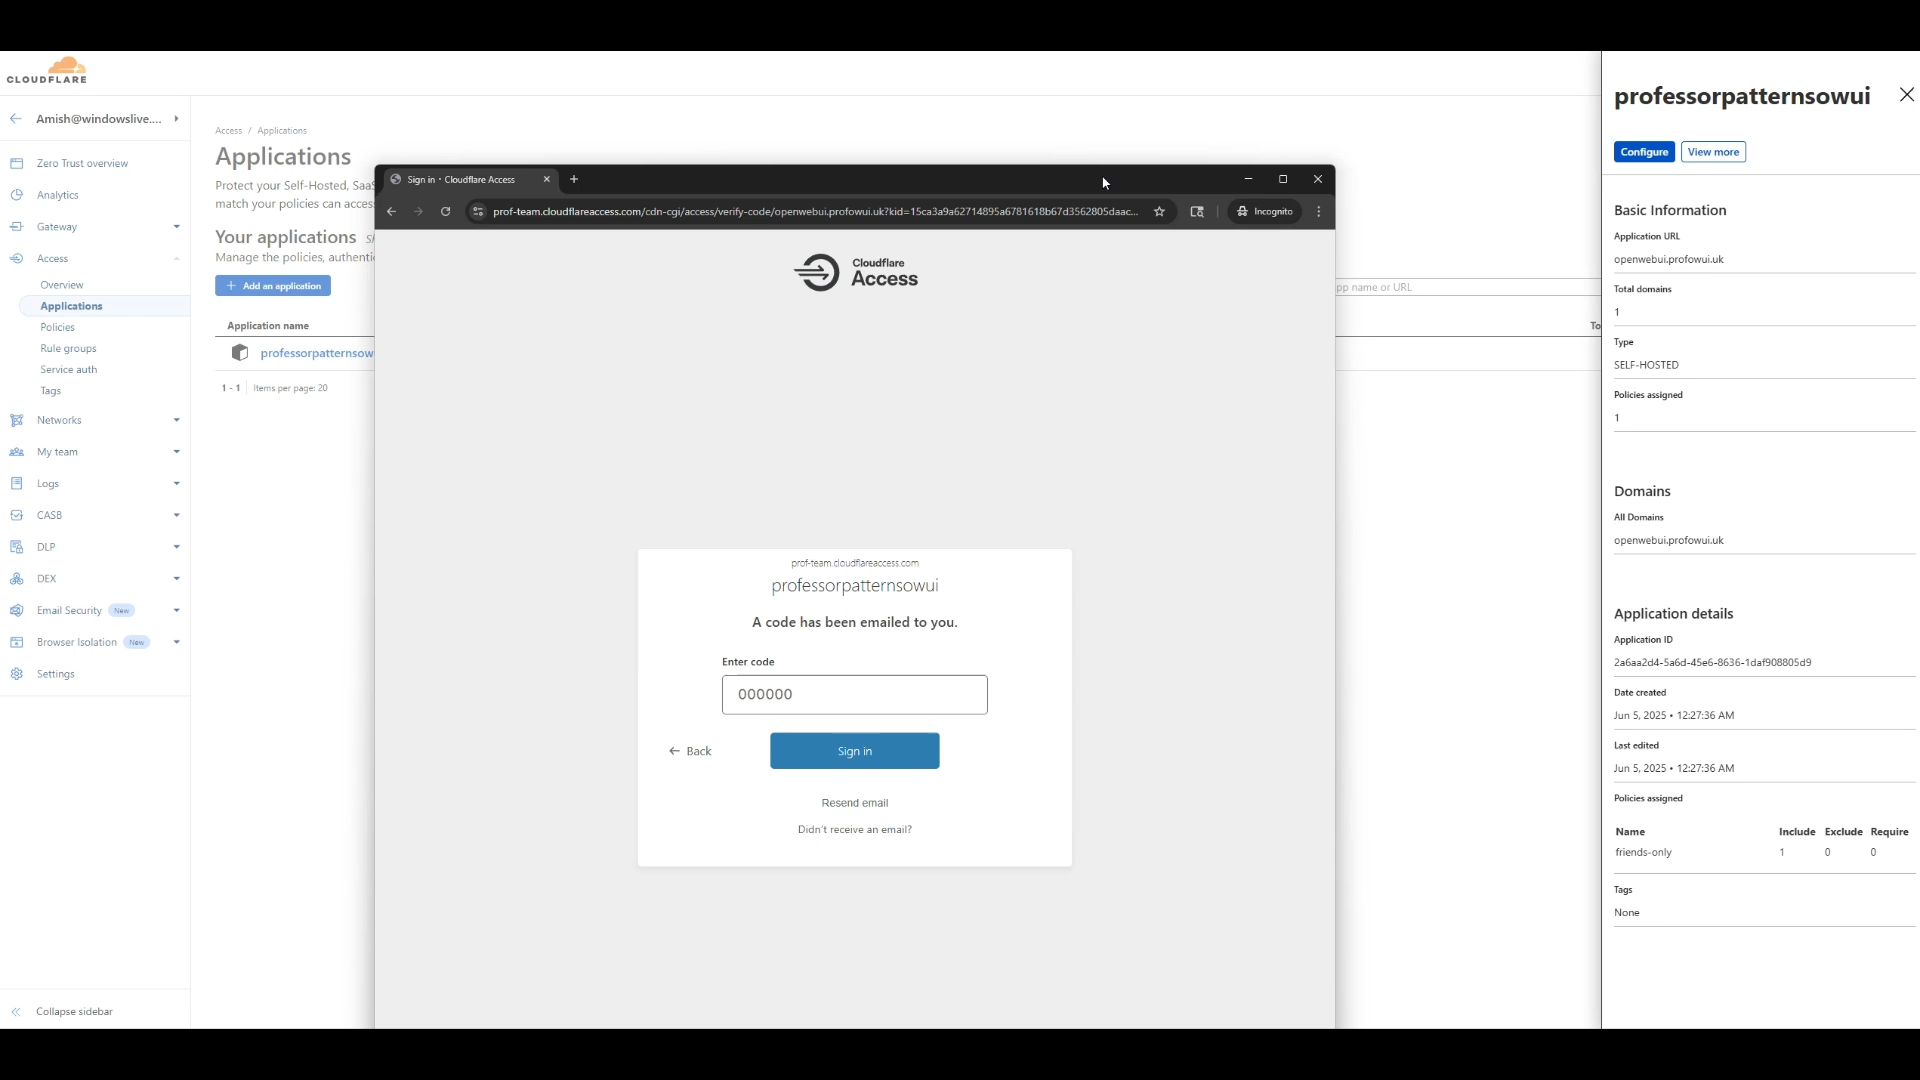 CLOUDFLARE
Amish@windowslive....
Zero Trust overview
Analytics
Gateway
Access
Overview
Applications
Policies
Rule groups
Service auth
Tags
Networks
My team
Logs
CASB
DLP
DEX
Email Security New
Browser Isolation New
Settings
Collapse sidebar
Access / Applications
Applications
Protect your Self-Hosted, SaaS
match your policies can access
Your applications
Manage the policies, authenti
+ Add an application
pp name or URL
Application name
To
professorpatternsow
1 - 1 Items per page: 20
Sign in · Cloudflare Access
prof-team.cloudflareaccess.com/cdn-cgi/access/verify-code/openwebui.profowui.uk?kid=15ca3a9a62714895a6781618b67d3562805daac...
Incognito
Cloudflare
Access
prof-team.cloudflareaccess.com
professorpatternsowui
A code has been emailed to you.
Enter code
000000
← Back
Sign in
Resend email
Didn't receive an email?
professorpatternsowui
Configure
View more
Basic Information
Application URL
openwebui.profowui.uk
Total domains
1
Type
SELF-HOSTED
Policies assigned
1
Domains
All Domains
openwebui.profowui.uk
Application details
Application ID
2a6aa2d4-5a6d-45e6-8636-1daf908805d9
Date created
Jun 5, 2025 • 12:27:36 AM
Last edited
Jun 5, 2025 • 12:27:36 AM
Policies assigned
Name Include Exclude Require
friends-only 1 0 0
Tags
None